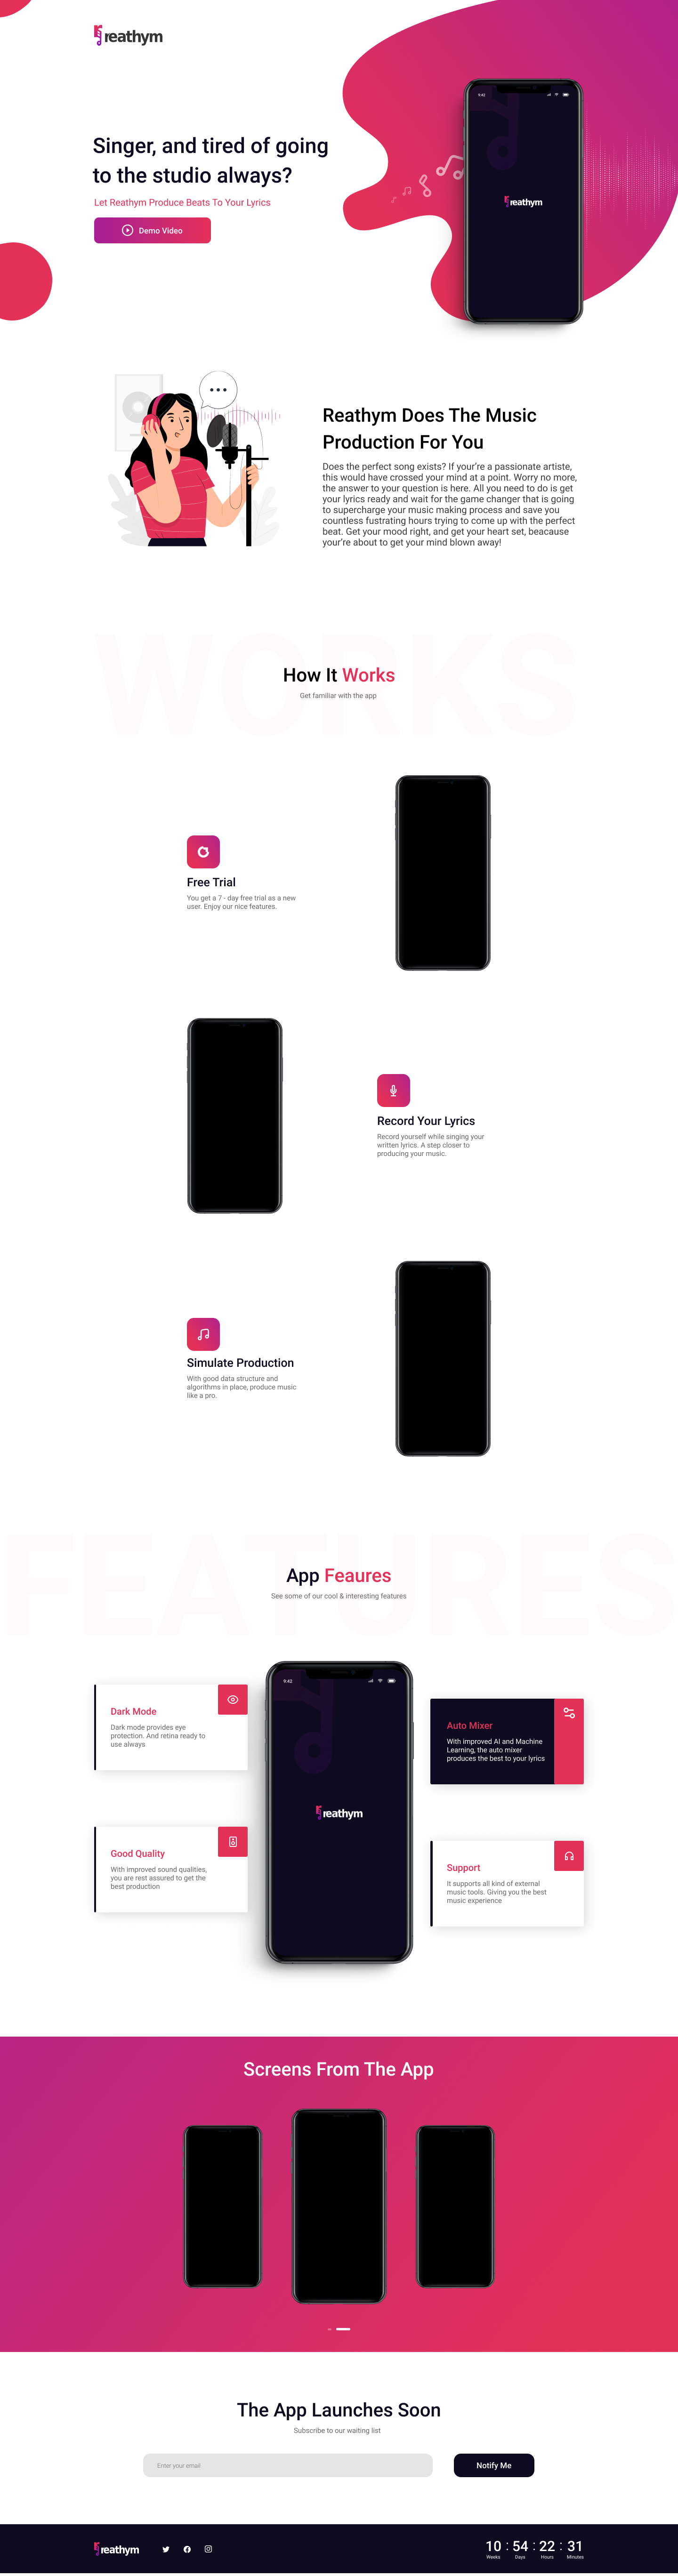 reathym
9:42
Singer, and tired of going
to the studio always?
Let Reathym Produce Beats To Your Lyrics
Demo Video
reathym
Reathym Does The Music
Production For You
Does the perfect song exists? If your're a passionate artiste,
this would have crossed your mind at a point. Worry no more,
the answer to your question is here. All you need to do is get
your lyrics ready and wait for the game changer that is going
to supercharge your music making process and save you
countless fustrating hours trying to come up with the perfect
beat. Get your mood right, and get your heart set, beacause
your're about to get your mind blown away!
WORKS
How It Works
Get familiar with the app
Free Trial
You get a 7 - day free trial as a new
user. Enjoy our nice features.
Record Your Lyrics
Record yourself while singing your
written lyrics. A step closer to
producing your music.
Simulate Production
With good data structure and
algorithms in place, produce music
like a pro.
FEATURES
App Feaures
See some of our cool & interesting features
9:42
reathym
Dark Mode
Dark mode provides eye
protection. And retina ready to
use always
Auto Mixer
With improved AI and Machine
Learning, the auto mixer
produces the best to your lyrics
Good Quality
With improved sound qualities,
you are rest assured to get the
best production
Support
It supports all kind of external
music tools. Giving you the best
music experience
Screens From The App
The App Launches Soon
Subscribe to our waiting list
Enter your email
Notify Me
reathym
10 : 54 : 22 : 31
Weeks Days Hours Minutes